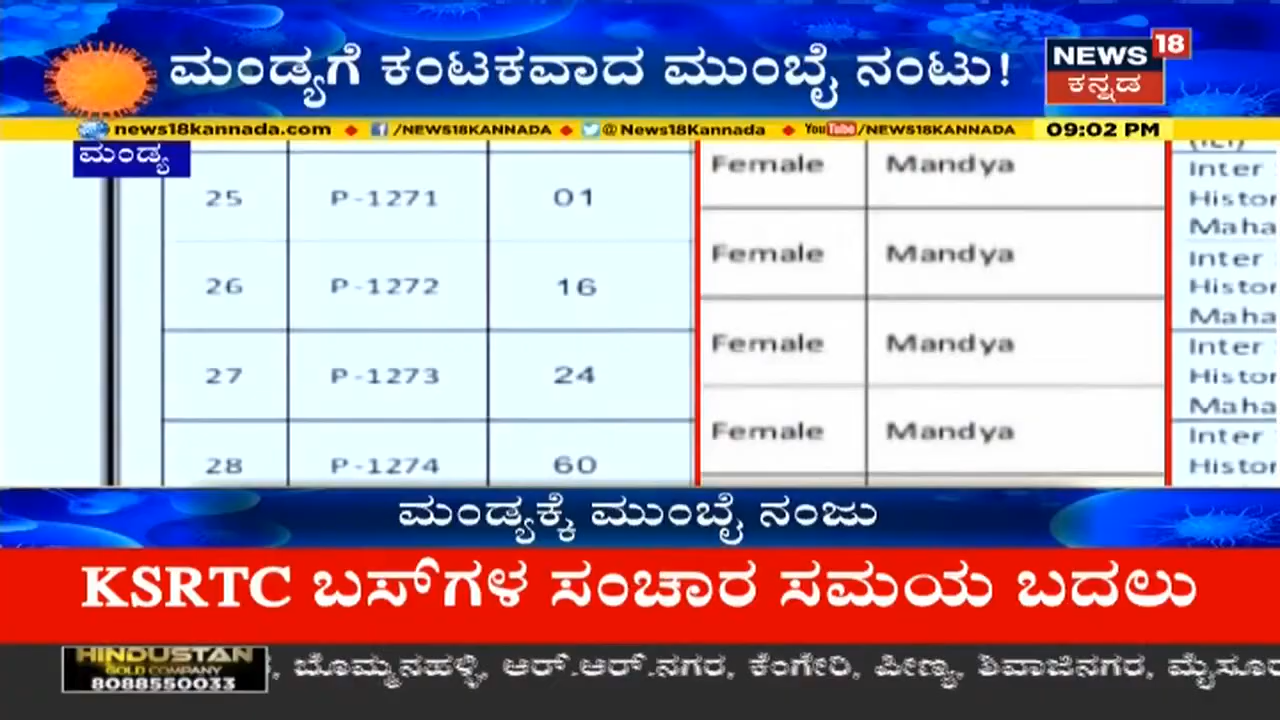 ಮಂಡ್ಯಗೆ ಕಂಟಕವಾದ ಮುಂಬೈ ನಂಟು!
NEWS 18
ಕನ್ನಡ
news18kannada.com /NEWS18KANNADA @News18Kannada YouTube /NEWS18KANNADA 09:02 PM
ಮಂಡ್ಯ
25 P-1271 01 Female Mandya Inter
Histor
Maha
26 P-1272 16 Female Mandya Inter
Histor
Maha
27 P-1273 24 Female Mandya Inter
Histor
Maha
28 P-1274 60 Female Mandya Inter
Histor
ಮಂಡ್ಯಕ್ಕೆ ಮುಂಬೈ ನಂಜು
KSRTC ಬಸ್‌ಗಳ ಸಂಚಾರ ಸಮಯ ಬದಲು
HINDUSTAN
GOLD COMPANY
8088550033
, ಬೊಮ್ಮನಹಳ್ಳಿ, ಆರ್.ಆರ್.ನಗರ, ಕೆಂಗೇರಿ, ಪೀಣ್ಯ, ಶಿವಾಜಿನಗರ, ಮೈಸೂರ